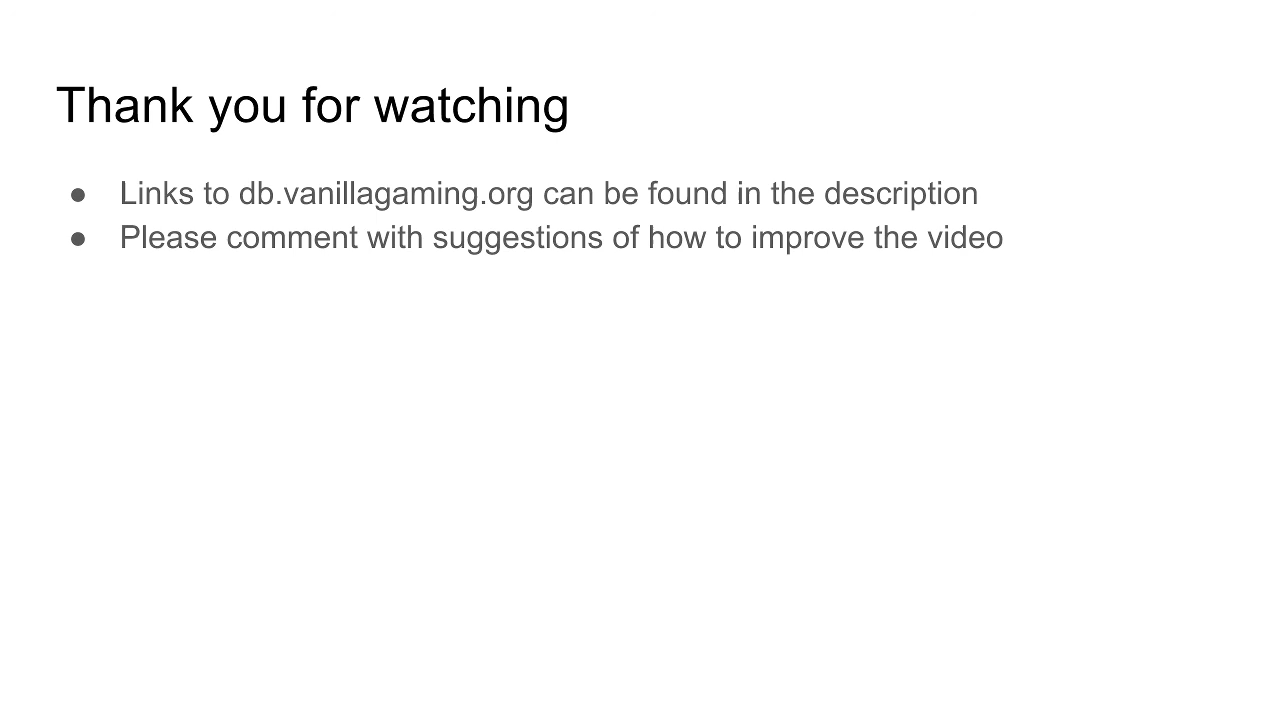 Thank you for watching
● Links to db.vanillagaming.org can be found in the description
● Please comment with suggestions of how to improve the video